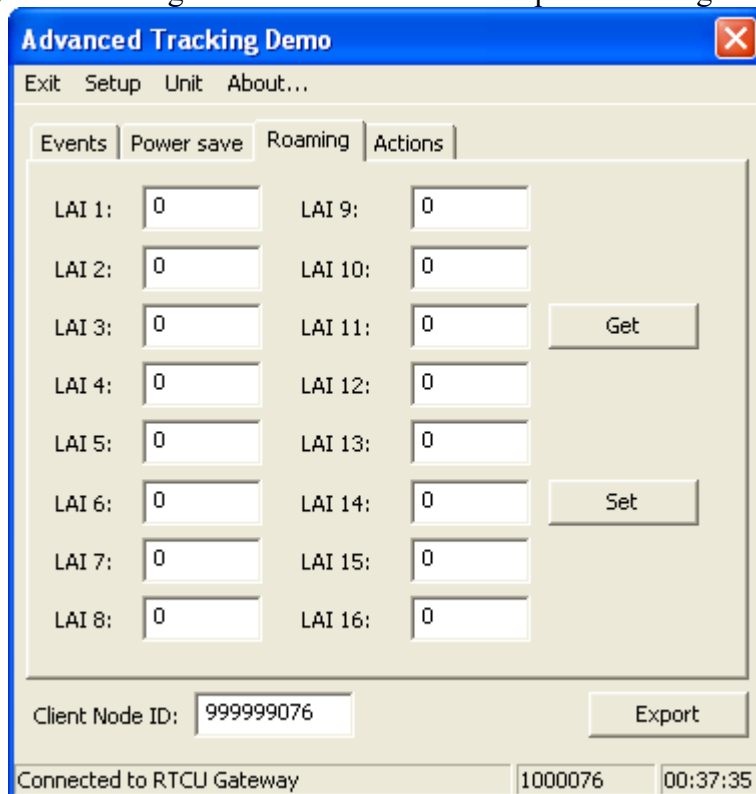 Advanced Tracking Demo
Exit Setup Unit About...
Events Power save Roaming Actions
LAI 1: 0 LAI 9: 0
LAI 2: 0 LAI 10: 0
LAI 3: 0 LAI 11: 0 Get
LAI 4: 0 LAI 12: 0
LAI 5: 0 LAI 13: 0
LAI 6: 0 LAI 14: 0 Set
LAI 7: 0 LAI 15: 0
LAI 8: 0 LAI 16: 0
Client Node ID: 999999076 Export
Connected to RTCU Gateway 1000076 00:37:35